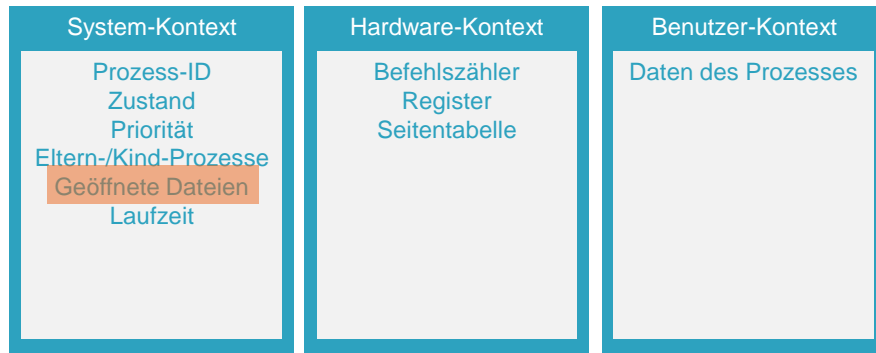 System-Kontext
Prozess-ID
Zustand
Priorität
Eltern-/Kind-Prozesse
Geöffnete Dateien
Laufzeit
Hardware-Kontext
Befehlszähler
Register
Seitentabelle
Benutzer-Kontext
Daten des Prozesses